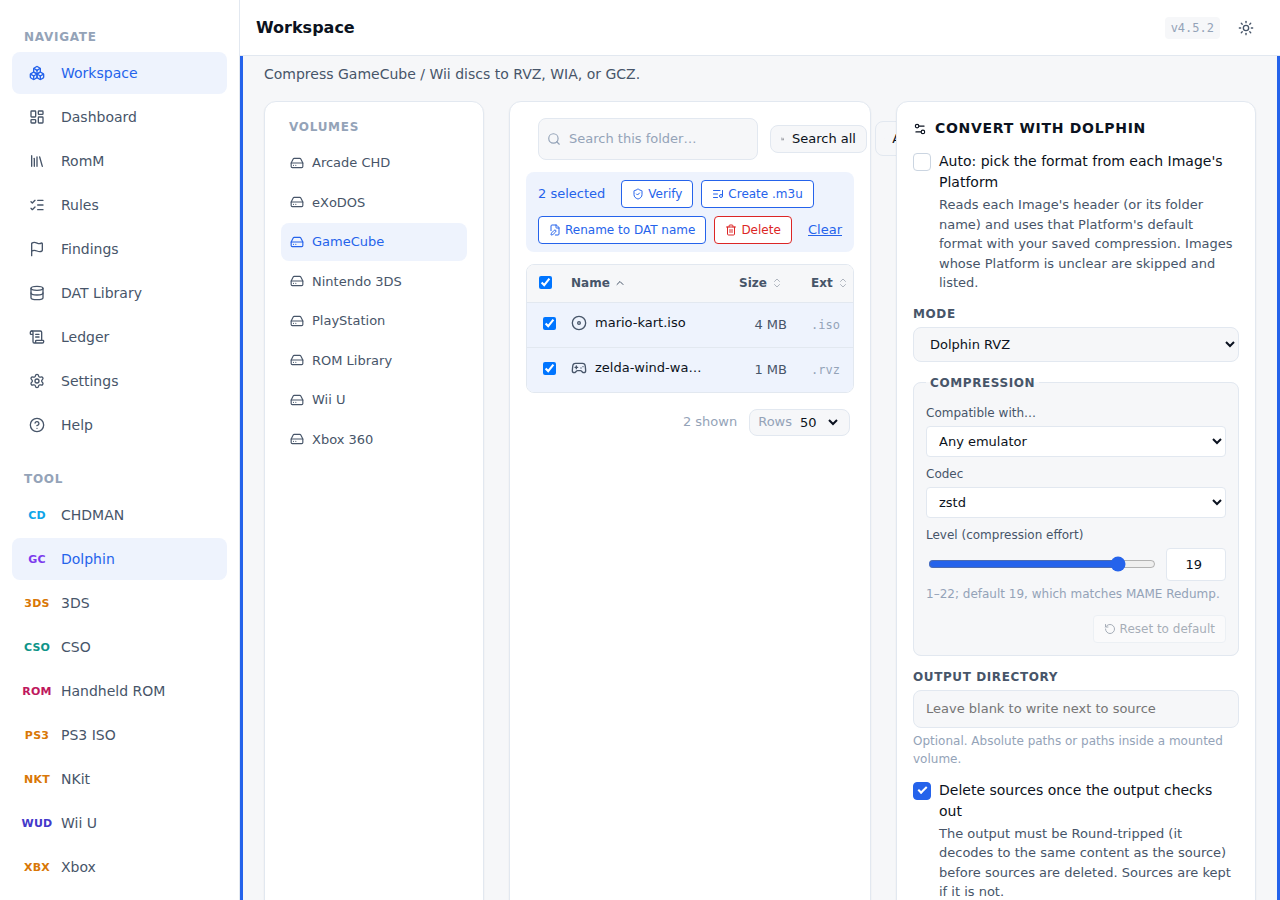 NAVIGATE
Workspace
Dashboard
RomM
Rules
Findings
DAT Library
Ledger
Settings
Help
TOOL
CD CHDMAN
GC Dolphin
3DS 3DS
CSO CSO
ROM Handheld ROM
PS3 PS3 ISO
NKT NKit
WUD Wii U
XBX Xbox
Workspace
v4.5.2
Compress GameCube / Wii discs to RVZ, WIA, or GCZ.
VOLUMES
Arcade CHD
eXoDOS
GameCube
Nintendo 3DS
PlayStation
ROM Library
Wii U
Xbox 360
Search this folder…
Search all
2 selected
Verify
Create .m3u
Rename to DAT name
Delete
Clear
Name
Size
Ext
mario-kart.iso 4 MB .iso
zelda-wind-wa… 1 MB .rvz
2 shown
Rows 50
CONVERT WITH DOLPHIN
Auto: pick the format from each Image's
Platform
Reads each Image's header (or its folder
name) and uses that Platform's default
format with your saved compression. Images
whose Platform is unclear are skipped and
listed.
MODE
Dolphin RVZ
COMPRESSION
Compatible with…
Any emulator
Codec
zstd
Level (compression effort)
19
1–22; default 19, which matches MAME Redump.
Reset to default
OUTPUT DIRECTORY
Leave blank to write next to source
Optional. Absolute paths or paths inside a mounted
volume.
Delete sources once the output checks
out
The output must be Round-tripped (it
decodes to the same content as the source)
before sources are deleted. Sources are kept
if it is not.